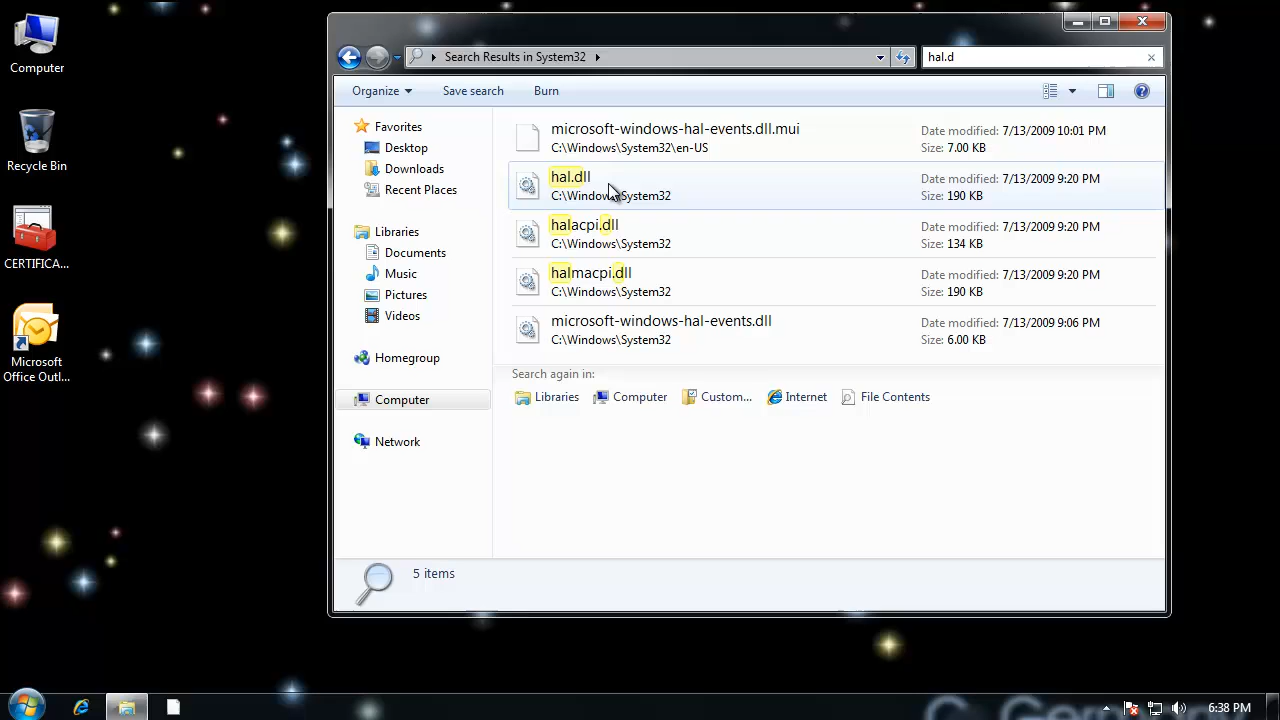 Computer
Recycle Bin
CERTIFICA...
Microsoft
Office Outl...
Search Results in System32
hal.d
Organize
Save search
Burn
Favorites
Desktop
Downloads
Recent Places
Libraries
Documents
Music
Pictures
Videos
Homegroup
Computer
Network
microsoft-windows-hal-events.dll.mui
C:\Windows\System32\en-US
Date modified: 7/13/2009 10:01 PM
Size: 7.00 KB
hal.dll
C:\Windows\System32
Date modified: 7/13/2009 9:20 PM
Size: 190 KB
halacpi.dll
C:\Windows\System32
Date modified: 7/13/2009 9:20 PM
Size: 134 KB
halmacpi.dll
C:\Windows\System32
Date modified: 7/13/2009 9:20 PM
Size: 190 KB
microsoft-windows-hal-events.dll
C:\Windows\System32
Date modified: 7/13/2009 9:06 PM
Size: 6.00 KB
Search again in:
Libraries
Computer
Custom...
Internet
File Contents
5 items
6:38 PM